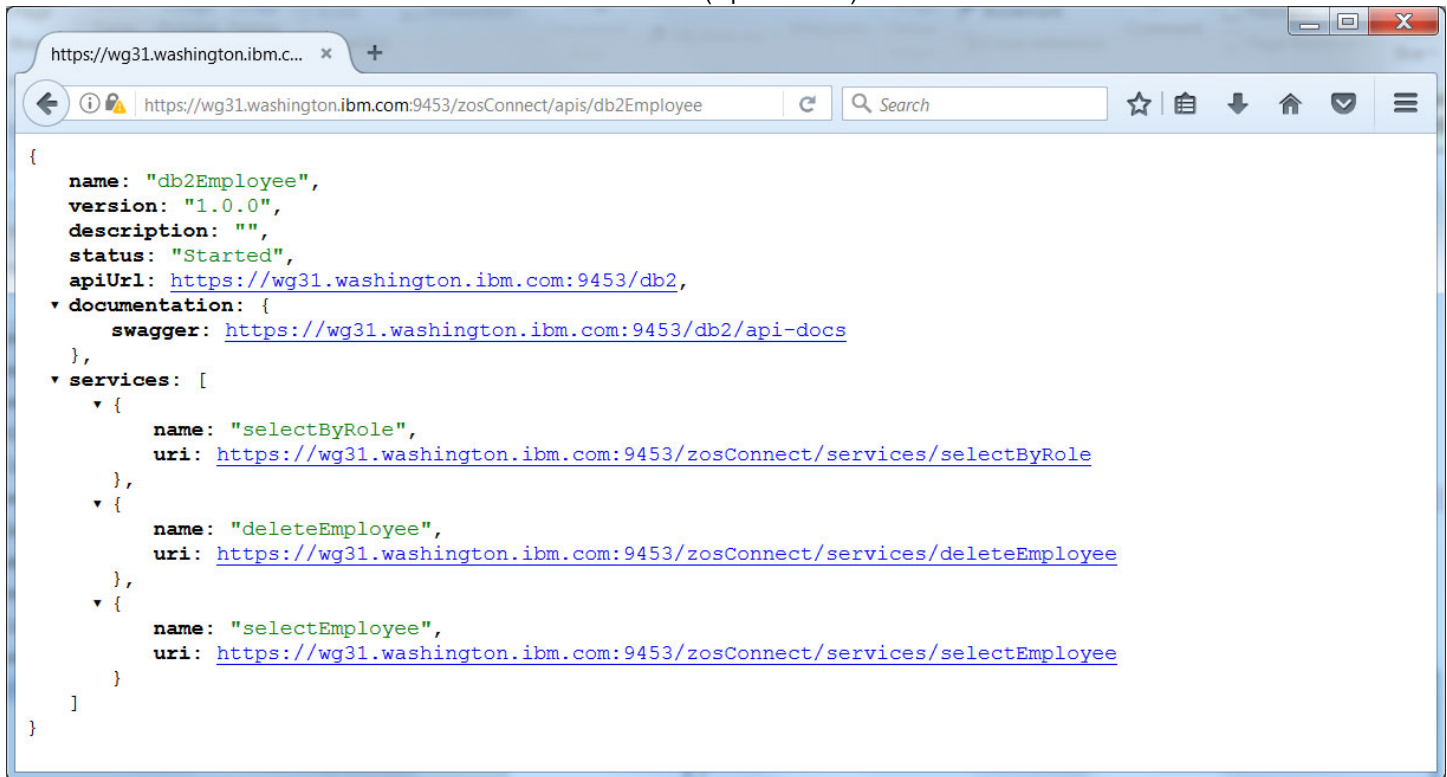 https://wg31.washington.ibm.c... × +
https://wg31.washington.ibm.com:9453/zosConnect/apis/db2Employee Search
{
name: "db2Employee",
version: "1.0.0",
description: "",
status: "Started",
apiUrl: https://wg31.washington.ibm.com:9453/db2,
documentation: {
swagger: https://wg31.washington.ibm.com:9453/db2/api-docs
},
services: [
{
name: "selectByRole",
uri: https://wg31.washington.ibm.com:9453/zosConnect/services/selectByRole
},
{
name: "deleteEmployee",
uri: https://wg31.washington.ibm.com:9453/zosConnect/services/deleteEmployee
},
{
name: "selectEmployee",
uri: https://wg31.washington.ibm.com:9453/zosConnect/services/selectEmployee
}
]
}